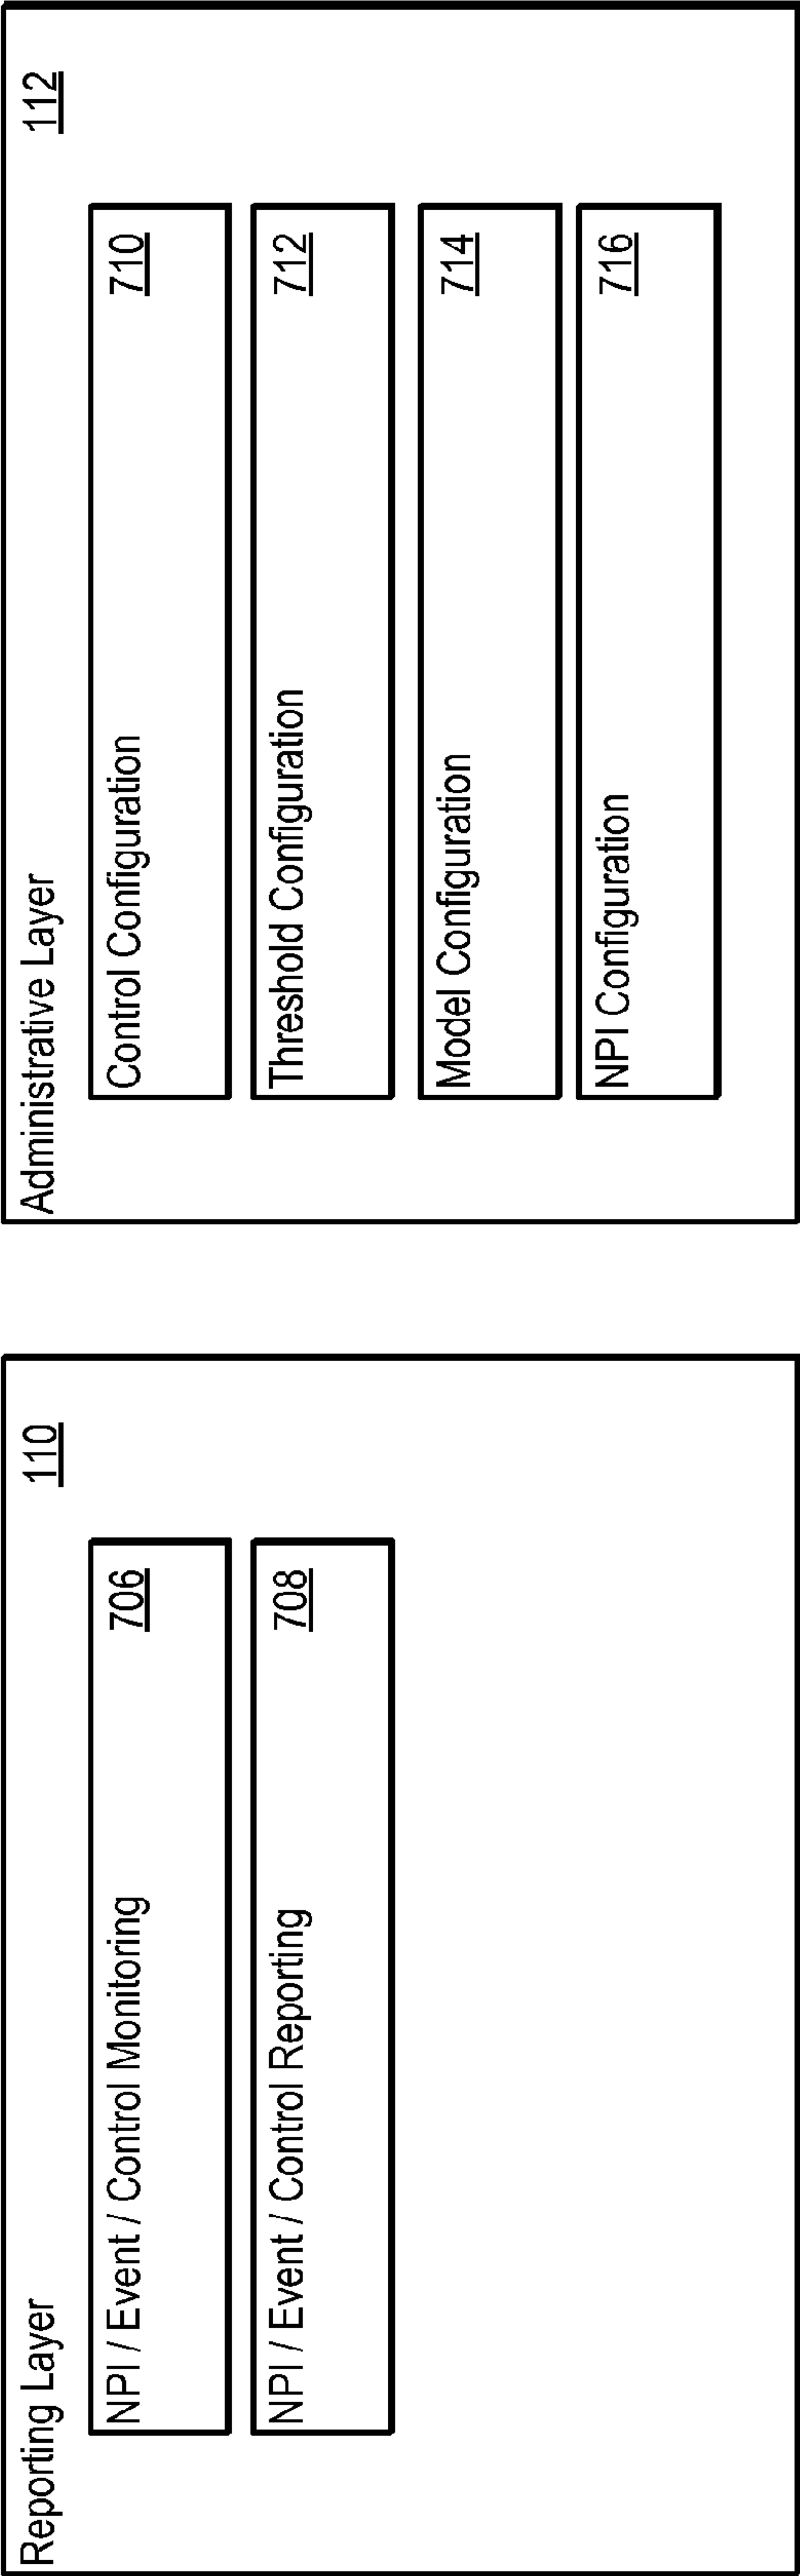 Reporting Layer
110
NPI / Event / Control Monitoring
706
NPI / Event / Control Reporting
708
Administrative Layer
112
Control Configuration
710
Threshold Configuration
712
Model Configuration
714
NPI Configuration
716